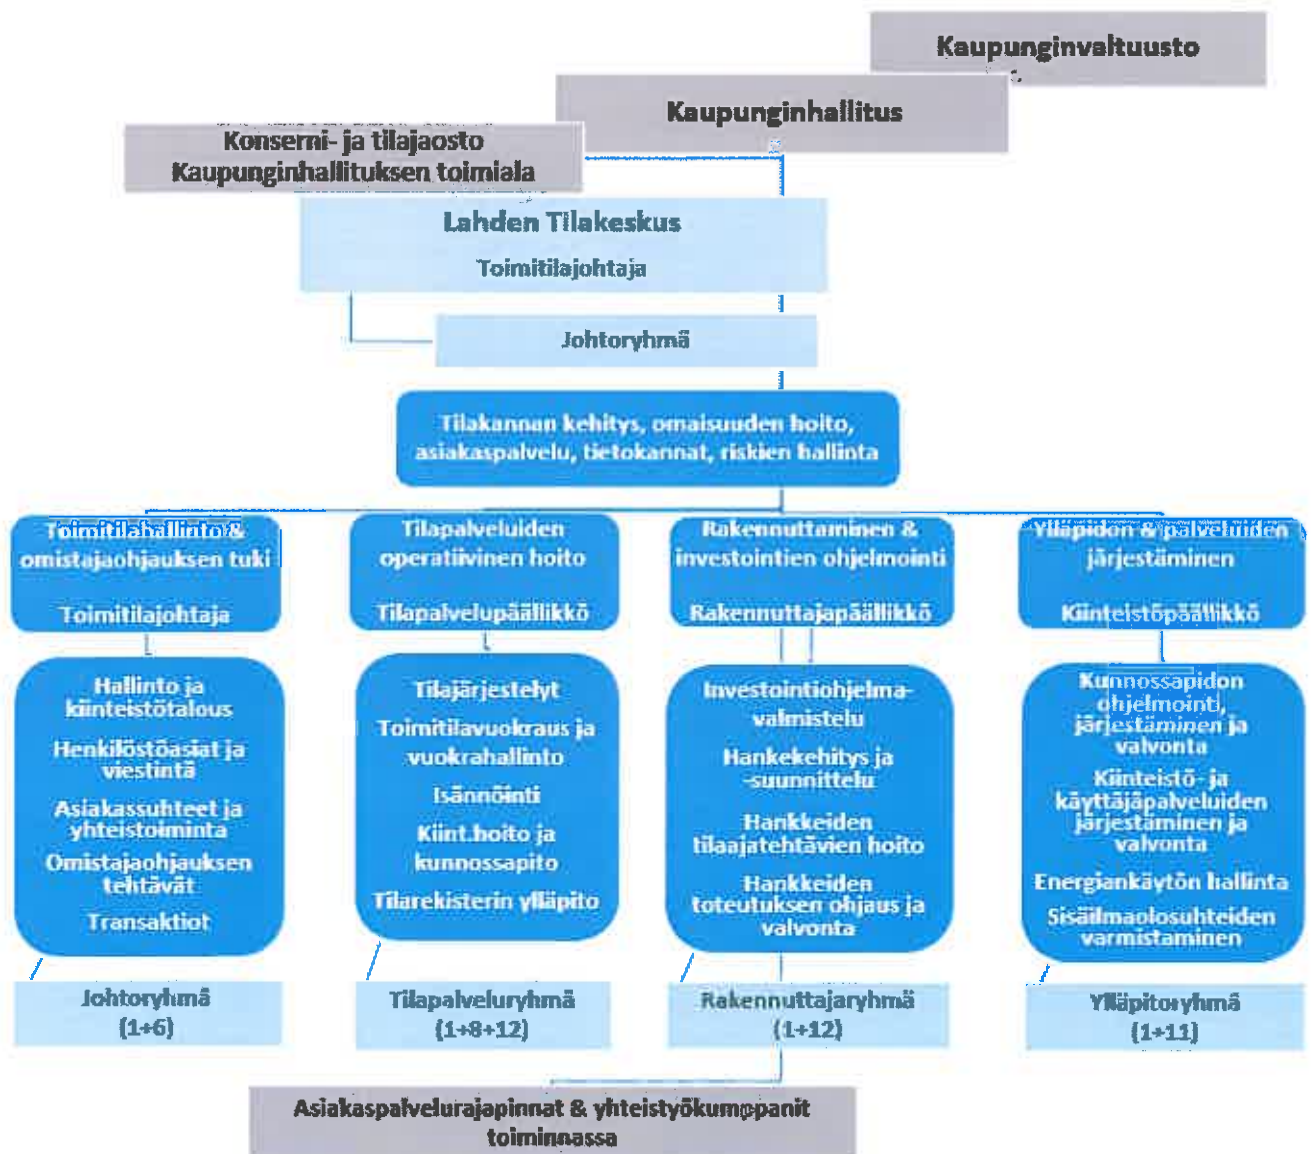 Kaupunginvaltuusto
Kaupunginhallitus
Konserni- ja tilajaosto
Kaupunginhallituksen toimiala
Lahden Tilakeskus
Toimitilajohtaja
Johtoryhmä
Tilakannan kehitys, omaisuuden hoito,
asiakaspalvelu, tietokannat, riskien hallinta
Toimitilahallinto &
omistajaohjauksen tuki
Toimitilajohtaja
Tilapalveluiden
operatiivinen hoito
Tilapalvelupäällikkö
Rakennuttaminen &
investointien ohjelmointi
Rakennuttajapäällikkö
Ylläpidon & palveluiden
järjestäminen
Kiinteistöpäällikkö
Hallinto ja
kiinteistötalous
Henkilöstöasiat ja
viestintä
Asiakassuhteet ja
yhteistoiminta
Omistajaohjauksen
tehtävät
Transaktiot
Tilajärjestelyt
Toimitilavuokraus ja
vuokrahallinto
Isännöinti
Kiint.hoito ja
kunnossapito
Tilarekisterin ylläpito
Investointiohjelma-
valmistelu
Hankekehitys ja
-suunnittelu
Hankkeiden
tilaajatehtävien hoito
Hankkeiden
toteutuksen ohjaus ja
valvonta
Kunnossapidon
ohjelmointi,
järjestäminen ja
valvonta
Kiinteistö- ja
käyttäjäpalveluiden
järjestäminen ja
valvonta
Energiankäytön hallinta
Sisäilmaolosuhteiden
varmistaminen
Johtoryhmä
(1+6)
Tilapalveluryhmä
(1+8+12)
Rakennuttajaryhmä
(1+12)
Ylläpitoryhmä
(1+11)
Asiakaspalvelurajapinnat & yhteistyökumppanit
toiminnassa